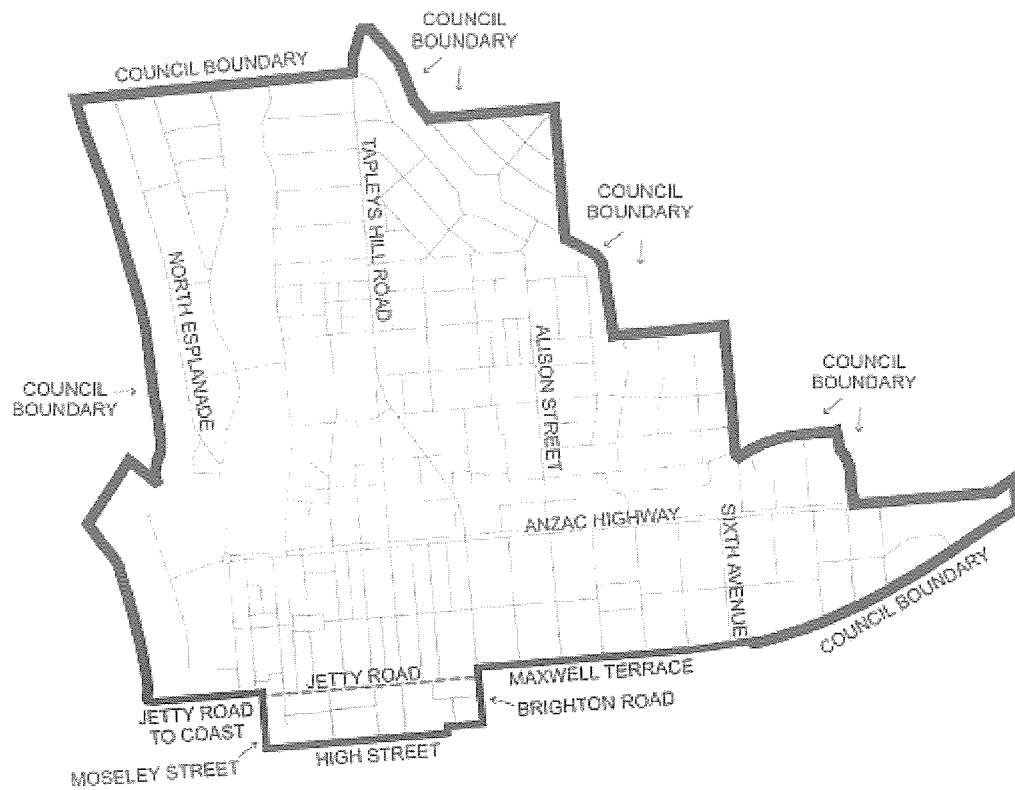 COUNCIL
BOUNDARY
COUNCIL BOUNDARY
TAPLEYS HILL ROAD
COUNCIL
BOUNDARY
NORTH ESPLANADE
ALISON STREET
COUNCIL
BOUNDARY
COUNCIL
BOUNDARY
ANZAC HIGHWAY
SIXTH AVENUE
COUNCIL BOUNDARY
JETTY ROAD
MAXWELL TERRACE
BRIGHTON ROAD
JETTY ROAD
TO COAST
HIGH STREET
MOSELEY STREET